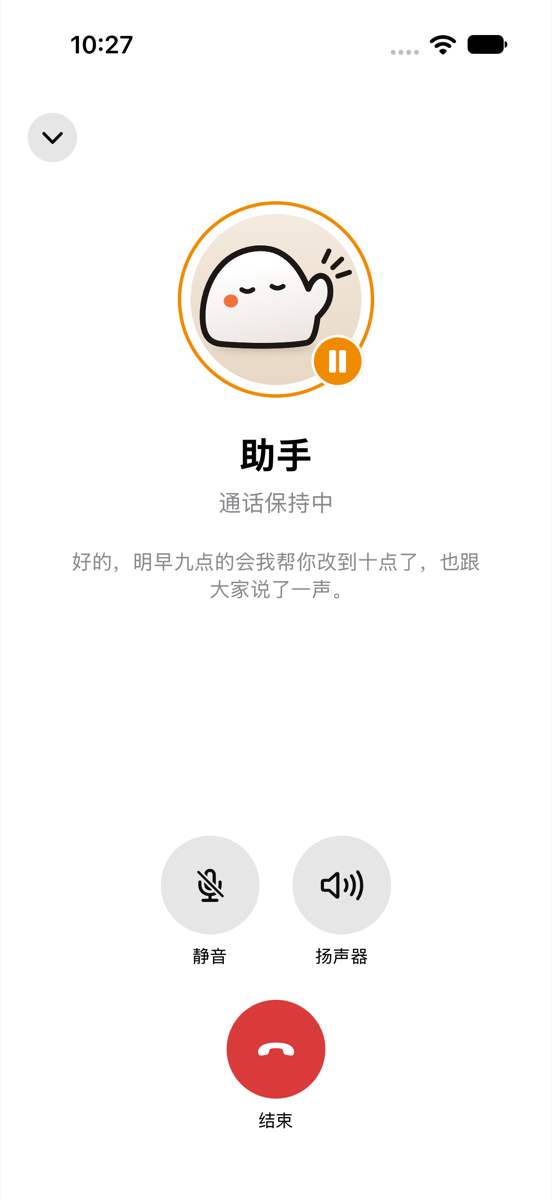 10:27
助手
通话保持中
好的，明早九点的会我帮你改到十点了，也跟
大家说了一声。
静音
扬声器
结束